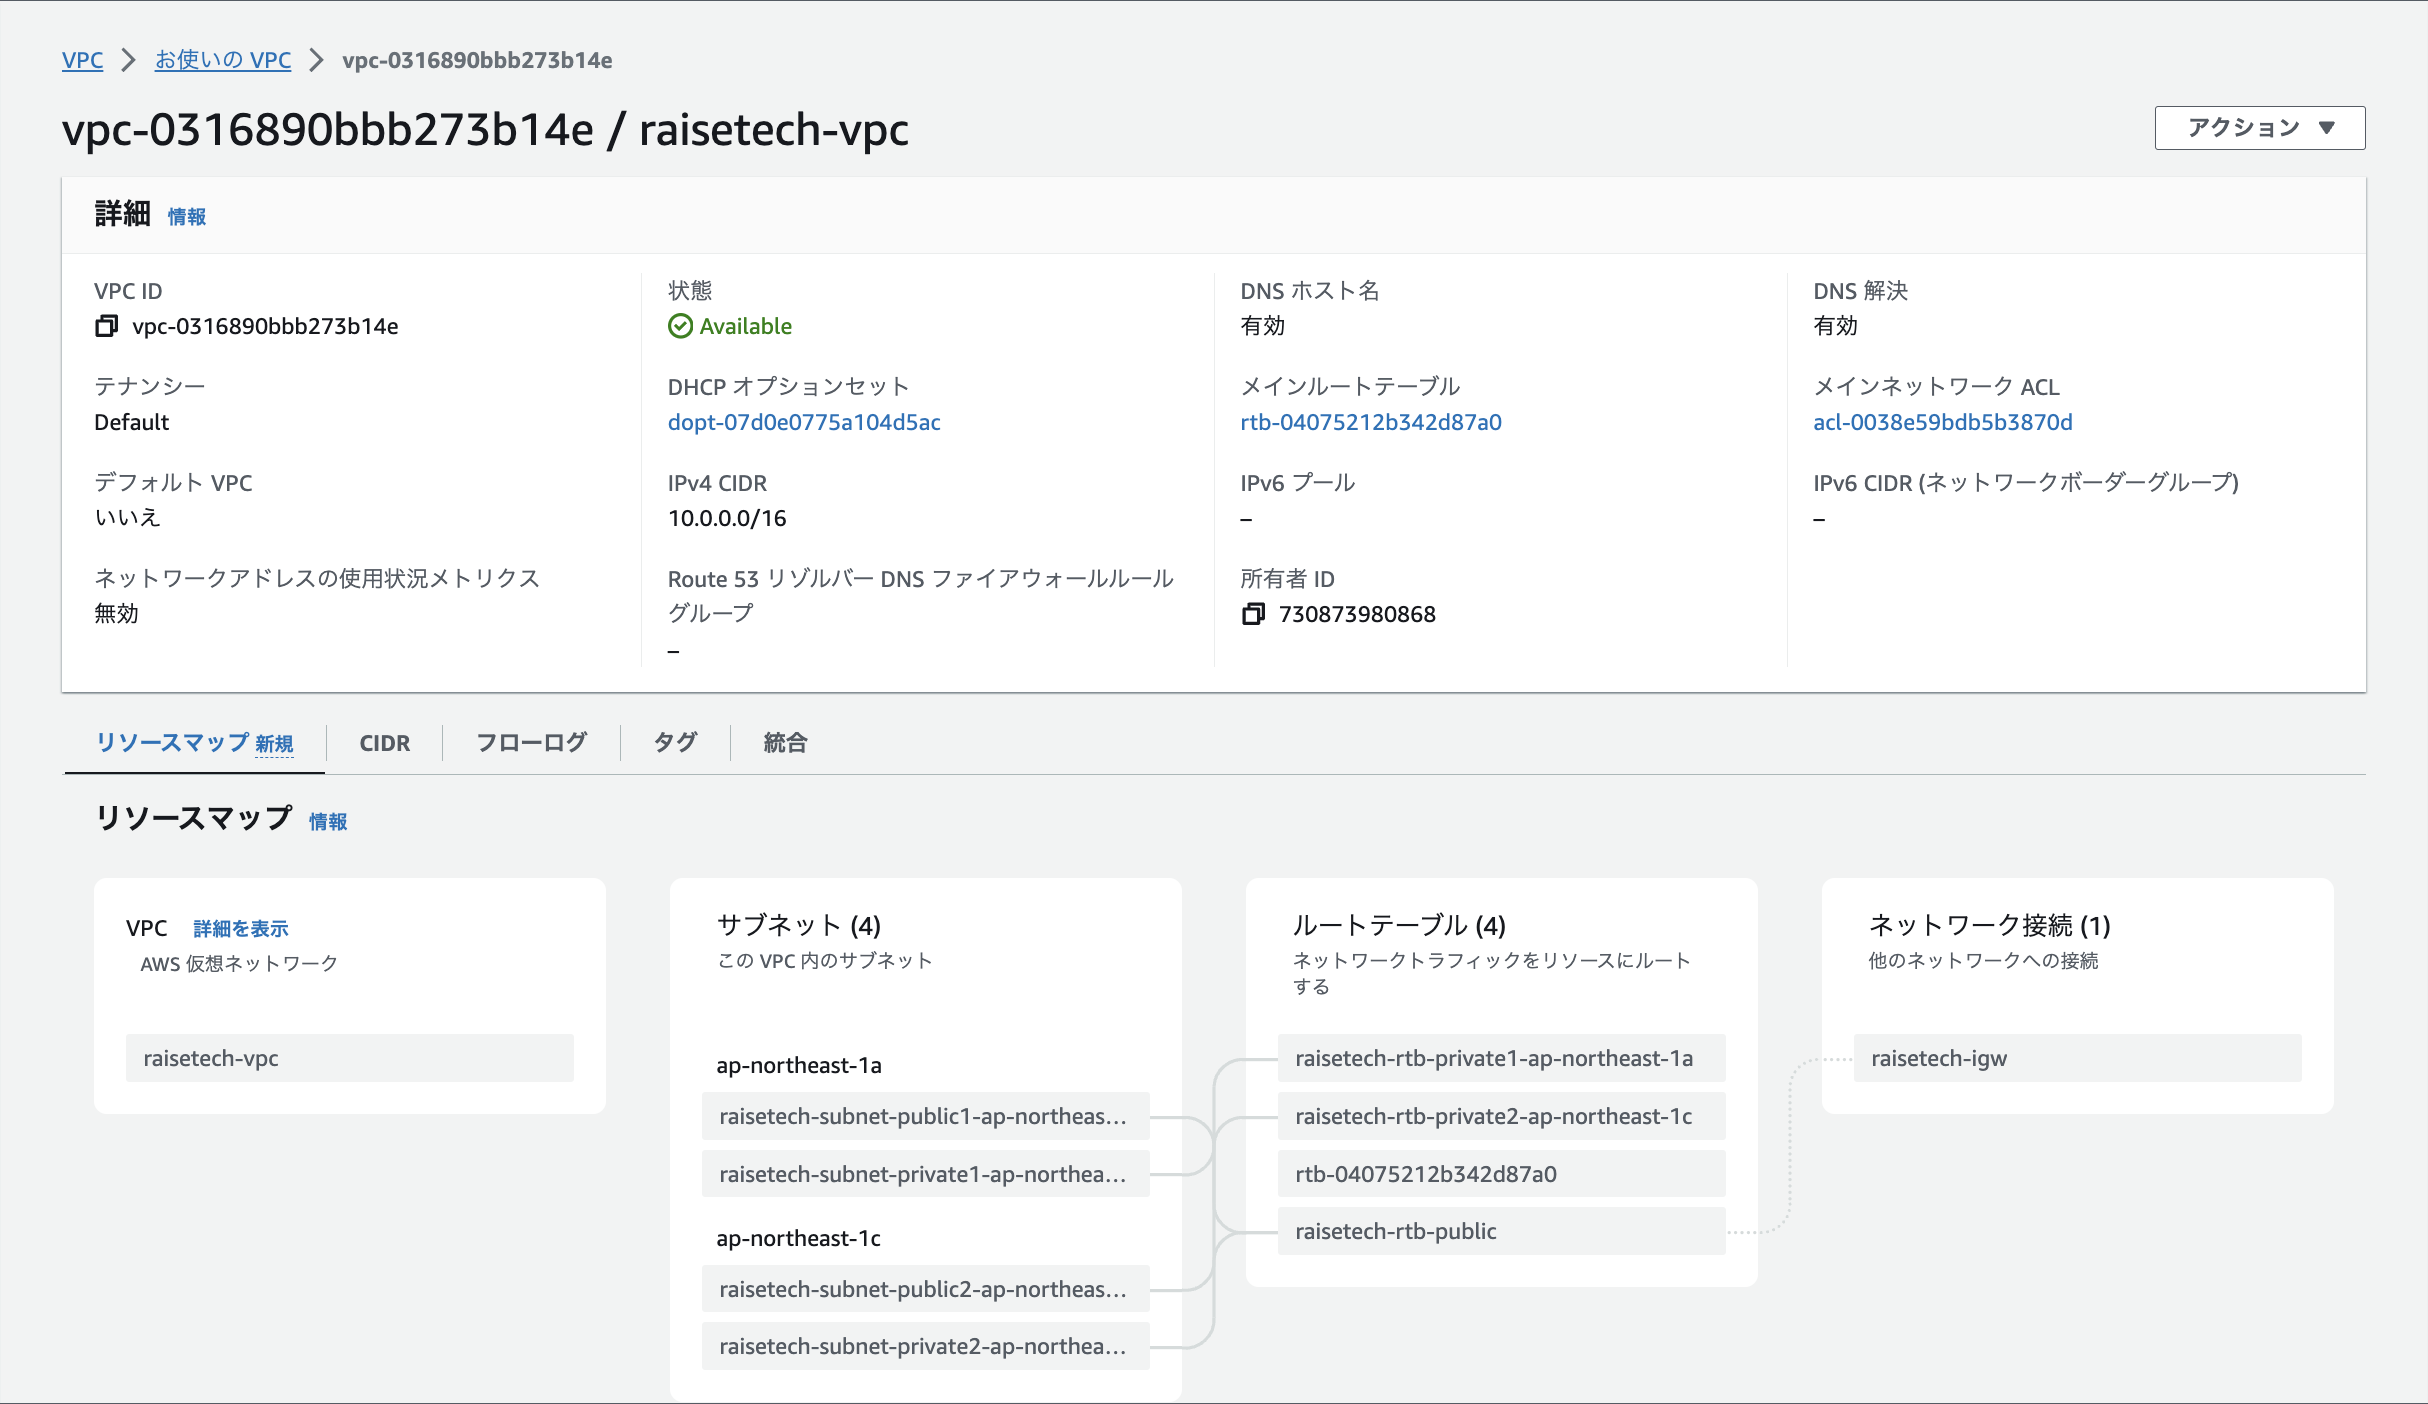 VPC > お使いの VPC > vpc-0316890bbb273b14e
vpc-0316890bbb273b14e / raisetech-vpc
アクション ▼
詳細 情報
VPC ID
vpc-0316890bbb273b14e
状態
Available
DNS ホスト名
有効
DNS 解決
有効
テナンシー
Default
DHCP オプションセット
dopt-07d0e0775a104d5ac
メインルートテーブル
rtb-04075212b342d87a0
メインネットワーク ACL
acl-0038e59bdb5b3870d
デフォルト VPC
いいえ
IPv4 CIDR
10.0.0.0/16
IPv6 プール
–
IPv6 CIDR (ネットワークボーダーグループ)
–
ネットワークアドレスの使用状況メトリクス
無効
Route 53 リゾルバー DNS ファイアウォールルール
グループ
–
所有者 ID
730873980868
リソースマップ 新規
CIDR
フローログ
タグ
統合
リソースマップ 情報
VPC 詳細を表示
AWS 仮想ネットワーク
raisetech-vpc
サブネット (4)
この VPC 内のサブネット
ap-northeast-1a
raisetech-subnet-public1-ap-northeas...
raisetech-subnet-private1-ap-northea...
ap-northeast-1c
raisetech-subnet-public2-ap-northeas...
raisetech-subnet-private2-ap-northea...
ルートテーブル (4)
ネットワークトラフィックをリソースにルート
する
raisetech-rtb-private1-ap-northeast-1a
raisetech-rtb-private2-ap-northeast-1c
rtb-04075212b342d87a0
raisetech-rtb-public
ネットワーク接続 (1)
他のネットワークへの接続
raisetech-igw